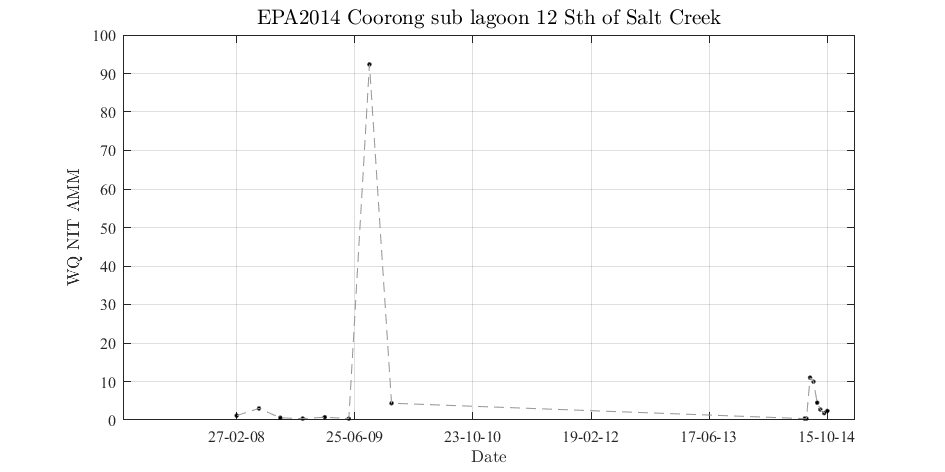 EPA2014 Coorong sub lagoon 12 Sth of Salt Creek
100
90
80
70
60
50
40
30
20
10
0
WQ NIT AMM
27-02-08 25-06-09 23-10-10 19-02-12 17-06-13 15-10-14
Date